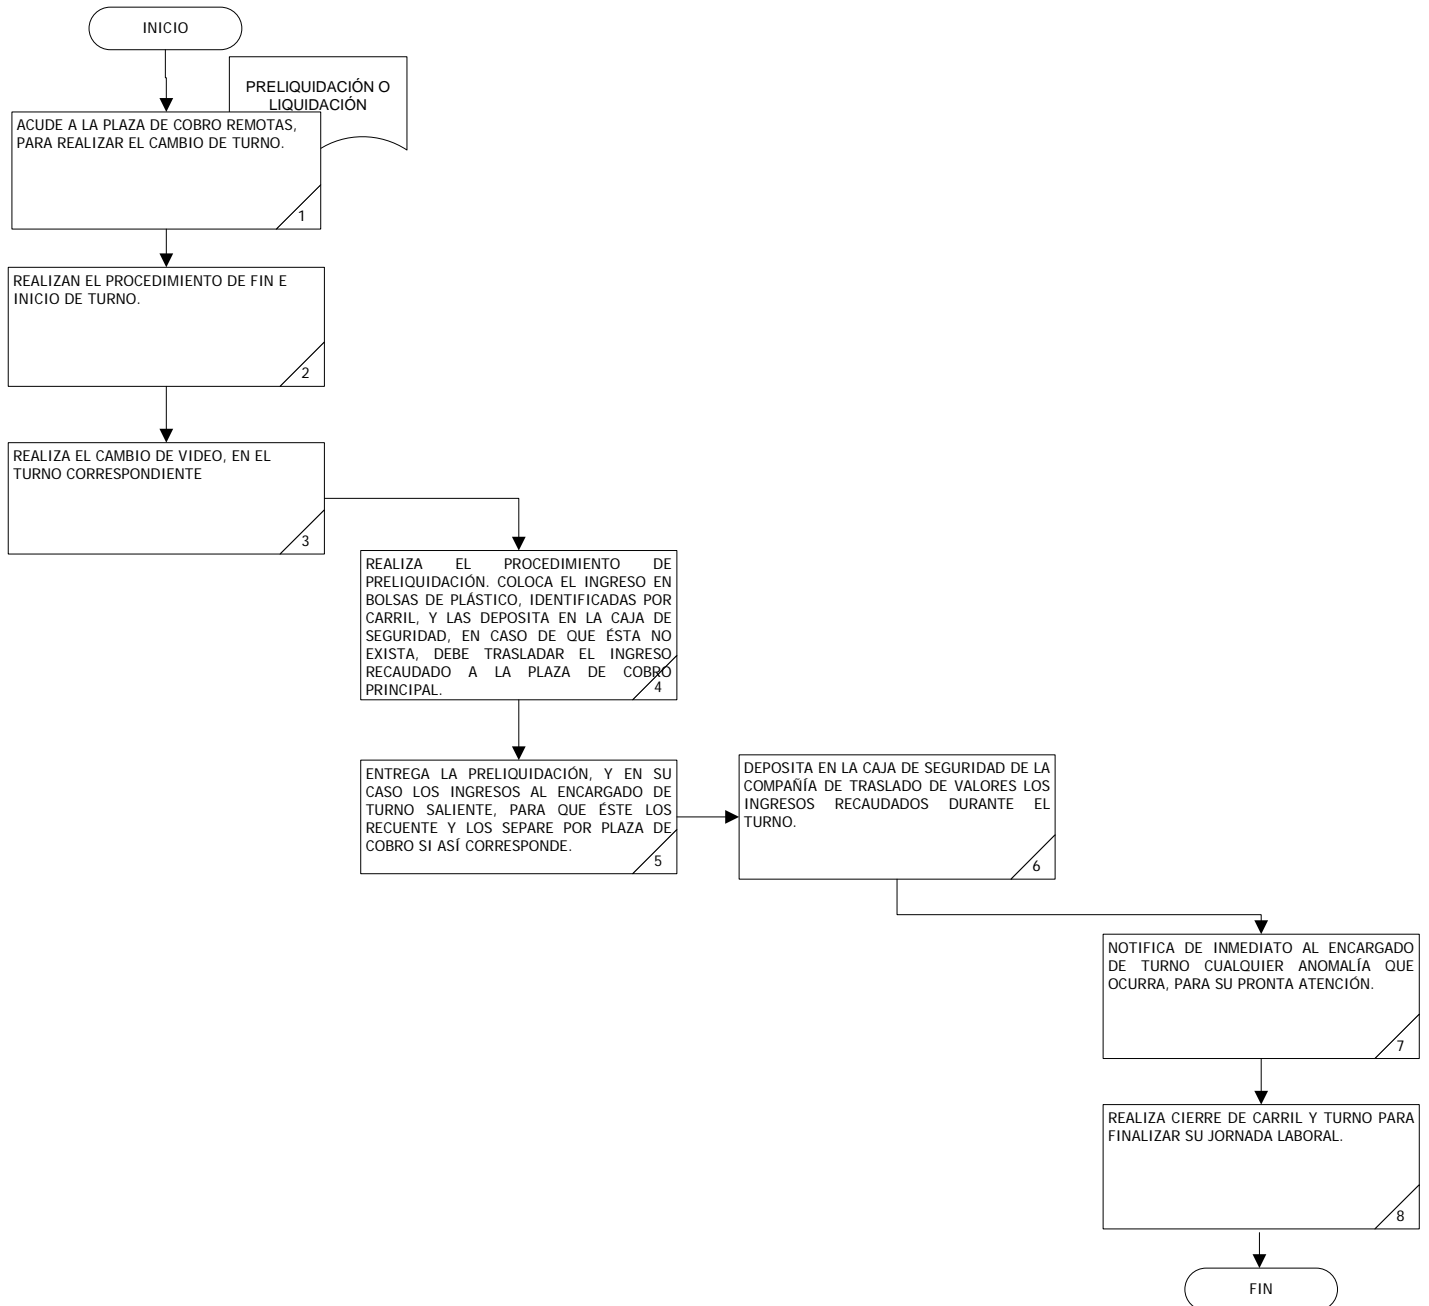 INICIO
PRELIQUIDACIÓN O
LIQUIDACIÓN
ACUDE A LA PLAZA DE COBRO REMOTAS,
PARA REALIZAR EL CAMBIO DE TURNO.
1
REALIZAN EL PROCEDIMIENTO DE FIN E
INICIO DE TURNO.
2
REALIZA EL CAMBIO DE VIDEO, EN EL
TURNO CORRESPONDIENTE
3
REALIZA EL PROCEDIMIENTO DE
PRELIQUIDACIÓN. COLOCA EL INGRESO EN
BOLSAS DE PLÁSTICO, IDENTIFICADAS POR
CARRIL, Y LAS DEPOSITA EN LA CAJA DE
SEGURIDAD, EN CASO DE QUE ÉSTA NO
EXISTA, DEBE TRASLADAR EL INGRESO
RECAUDADO A LA PLAZA DE COBRO
PRINCIPAL.
4
ENTREGA LA PRELIQUIDACIÓN, Y EN SU
CASO LOS INGRESOS AL ENCARGADO DE
TURNO SALIENTE, PARA QUE ÉSTE LOS
RECUENTE Y LOS SEPARE POR PLAZA DE
COBRO SI ASÍ CORRESPONDE.
5
DEPOSITA EN LA CAJA DE SEGURIDAD DE LA
COMPAÑÍA DE TRASLADO DE VALORES LOS
INGRESOS RECAUDADOS DURANTE EL
TURNO.
6
NOTIFICA DE INMEDIATO AL ENCARGADO
DE TURNO CUALQUIER ANOMALÍA QUE
OCURRA, PARA SU PRONTA ATENCIÓN.
7
REALIZA CIERRE DE CARRIL Y TURNO PARA
FINALIZAR SU JORNADA LABORAL.
8
FIN